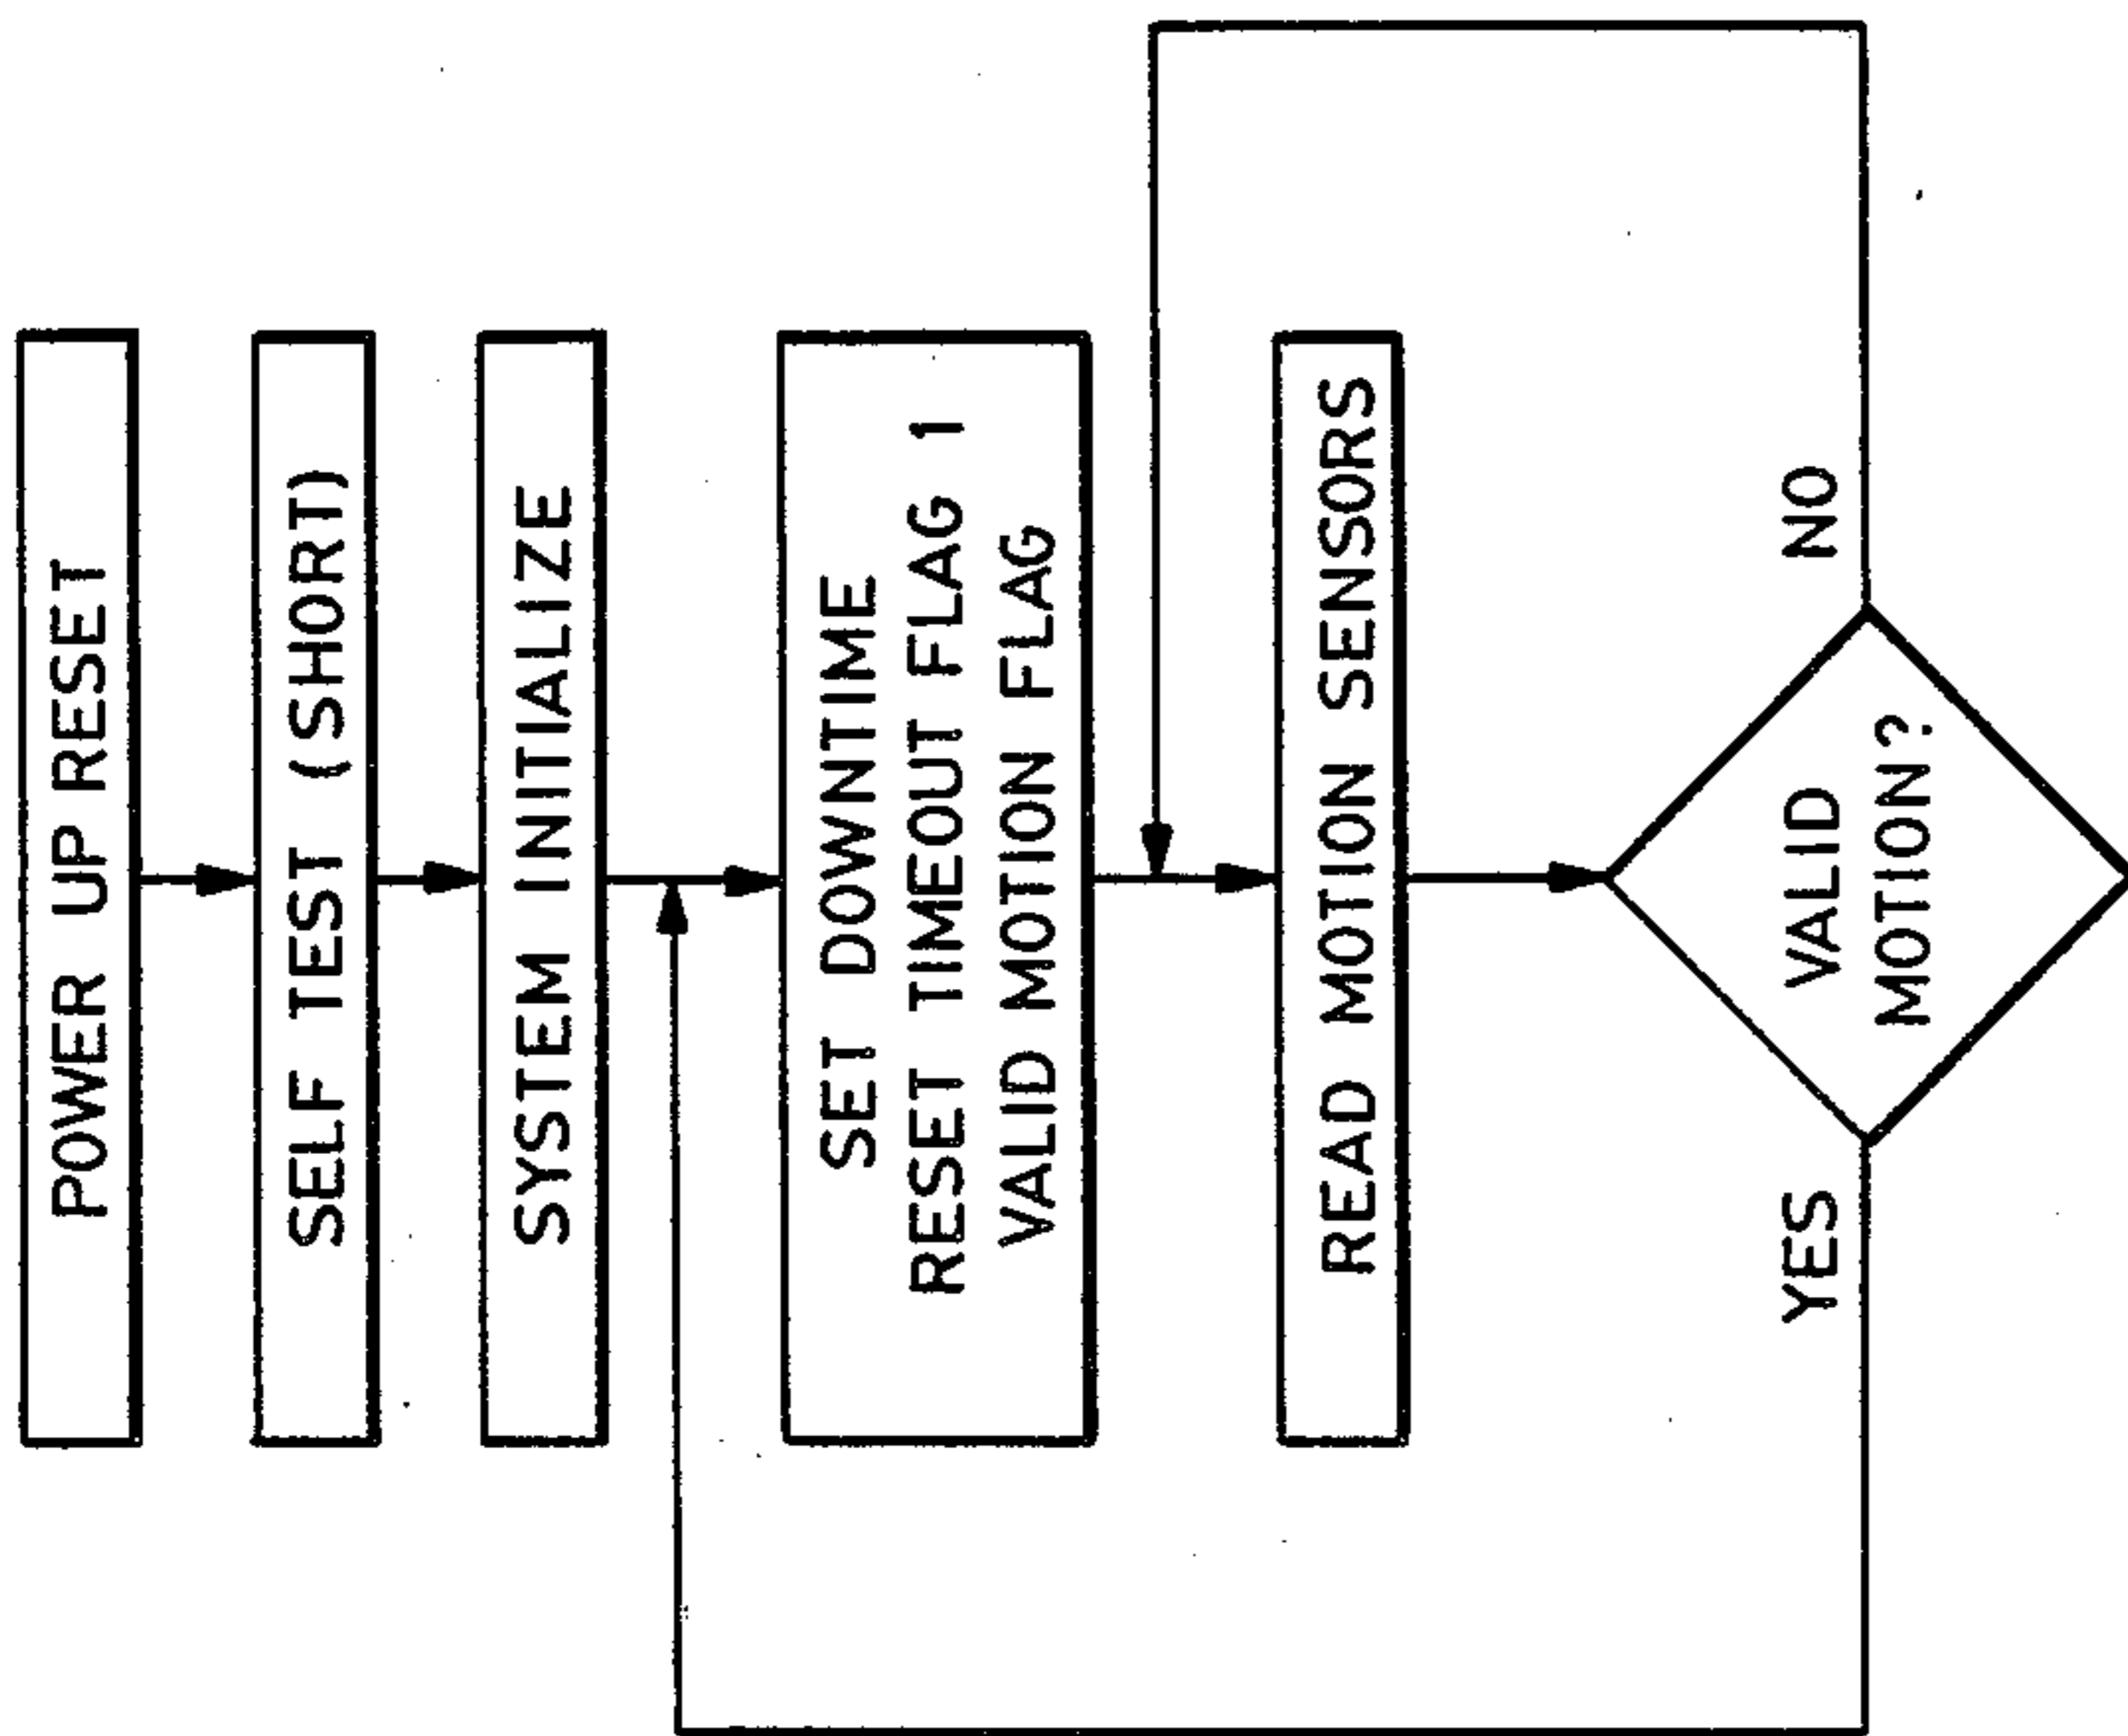 POWER UP RESET
SELF TEST (SHORT)
SYSTEM INITIALIZE
SET DOWNTIME
RESET TIMEOUT FLAG 1
VALID MOTION FLAG
READ MOTION SENSORS
YES
NO
VALID
MOTION?